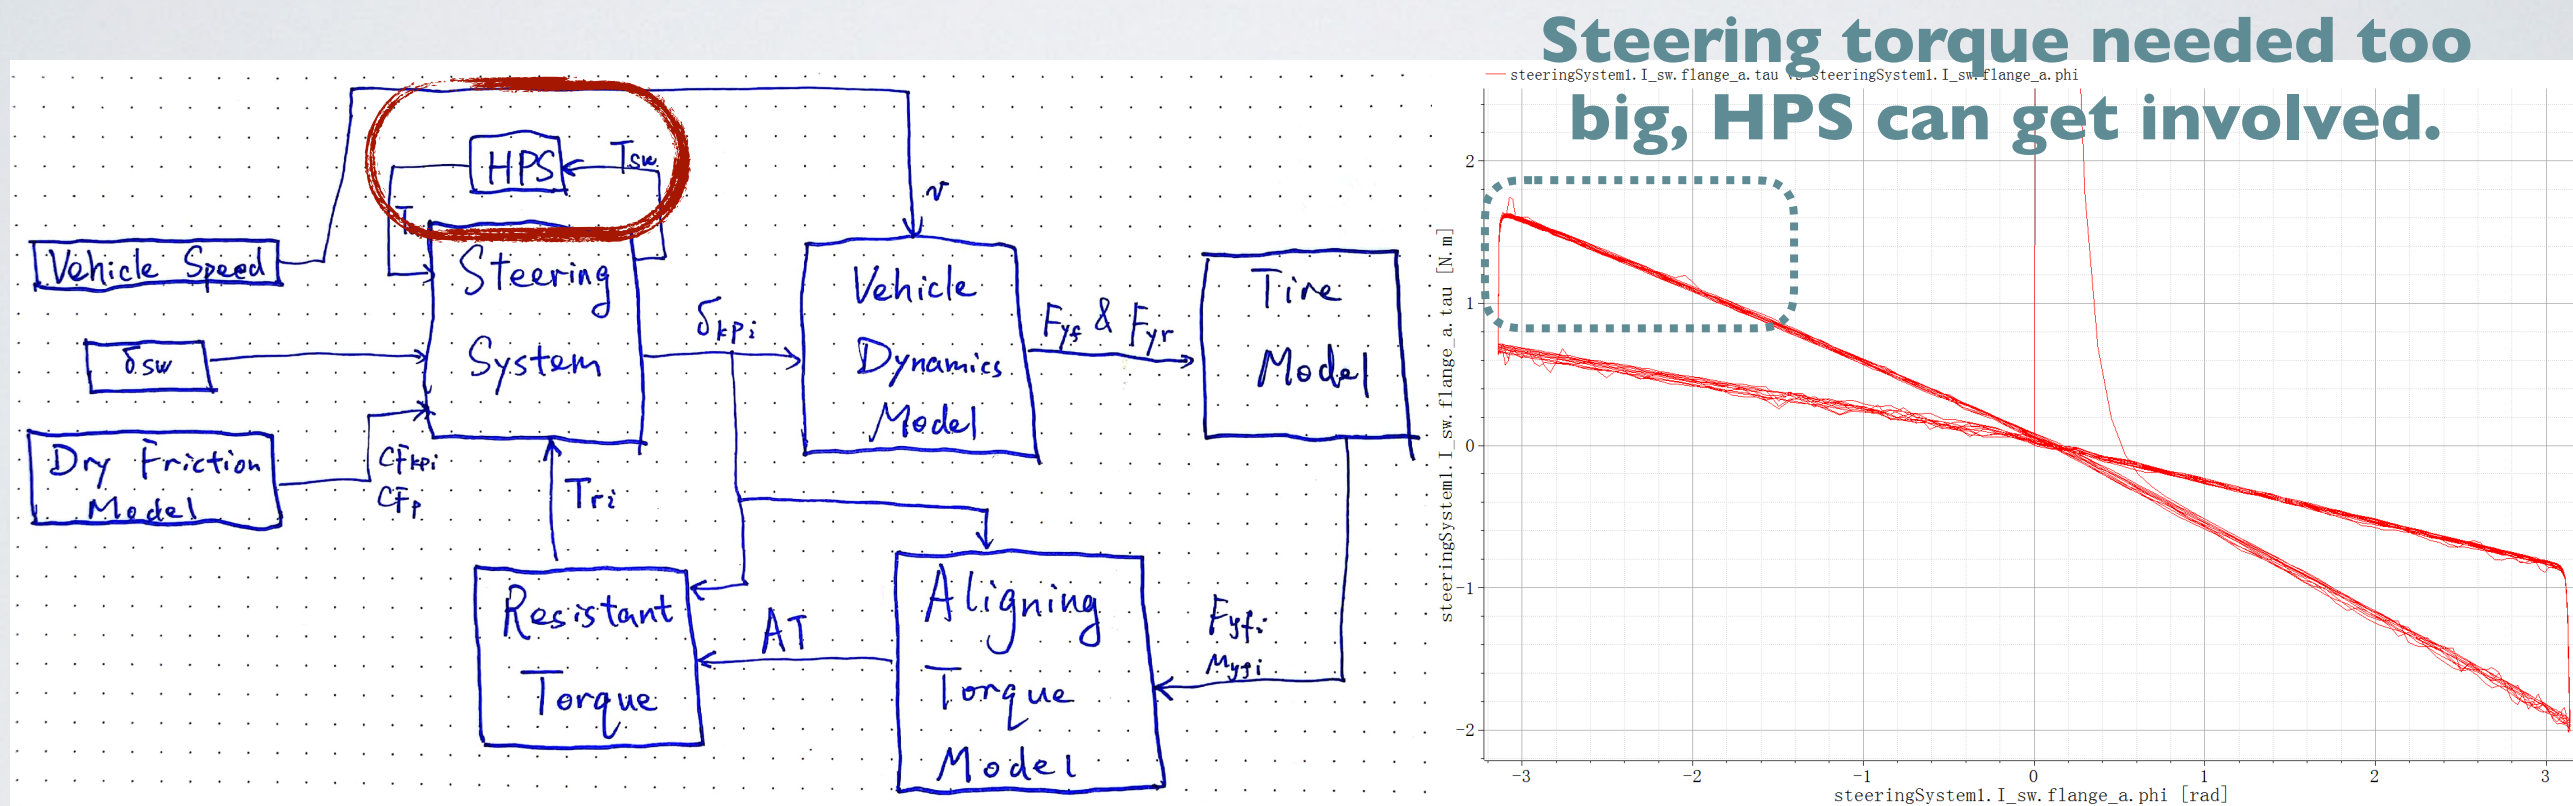 Steering torque needed too
big, HPS can get involved.
HPS
Tsw
T
v
Vehicle Speed
δsw
Dry Friction
Model
CFkpi
CFp
Steering
System
δkpi
Vehicle
Dynamics
Model
Fyf & Fyr
Tire
Model
Tri
Resistant
Torque
AT
Aligning
Torque
Model
Fyfi
Myfi
steeringSystem1.I_sw.flange_a.tau vs steeringSystem1.I_sw.flange_a.phi
steeringSystem1.I_sw.flange_a.tau [N.m]
2
1
0
-1
-2
-3
-2
-1
0
1
2
3
steeringSystem1.I_sw.flange_a.phi [rad]